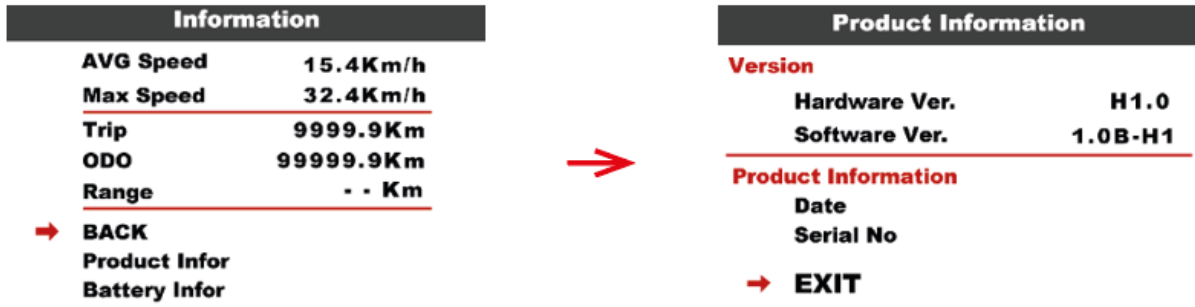 Information
AVG Speed 15.4Km/h
Max Speed 32.4Km/h
Trip 9999.9Km
ODO 99999.9Km
Range - - Km
BACK
Product Infor
Battery Infor
Product Information
Version
Hardware Ver. H1.0
Software Ver. 1.0B-H1
Product Information
Date
Serial No
EXIT